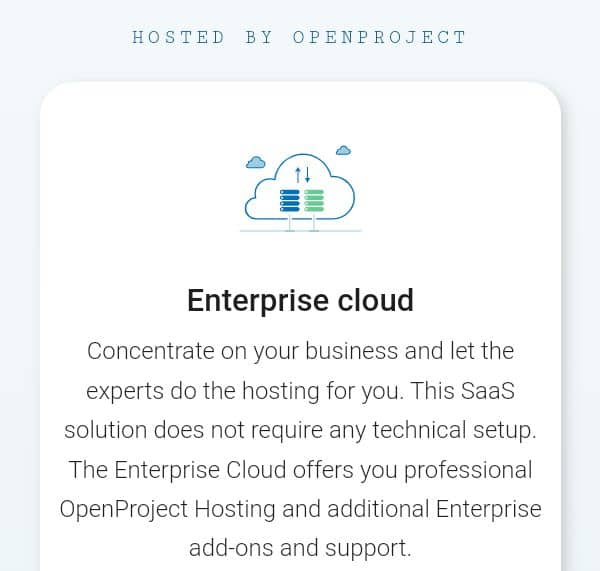 HOSTED BY OPENPROJECT
Enterprise cloud
Concentrate on your business and let the
experts do the hosting for you. This SaaS
solution does not require any technical setup.
The Enterprise Cloud offers you professional
OpenProject Hosting and additional Enterprise
add-ons and support.